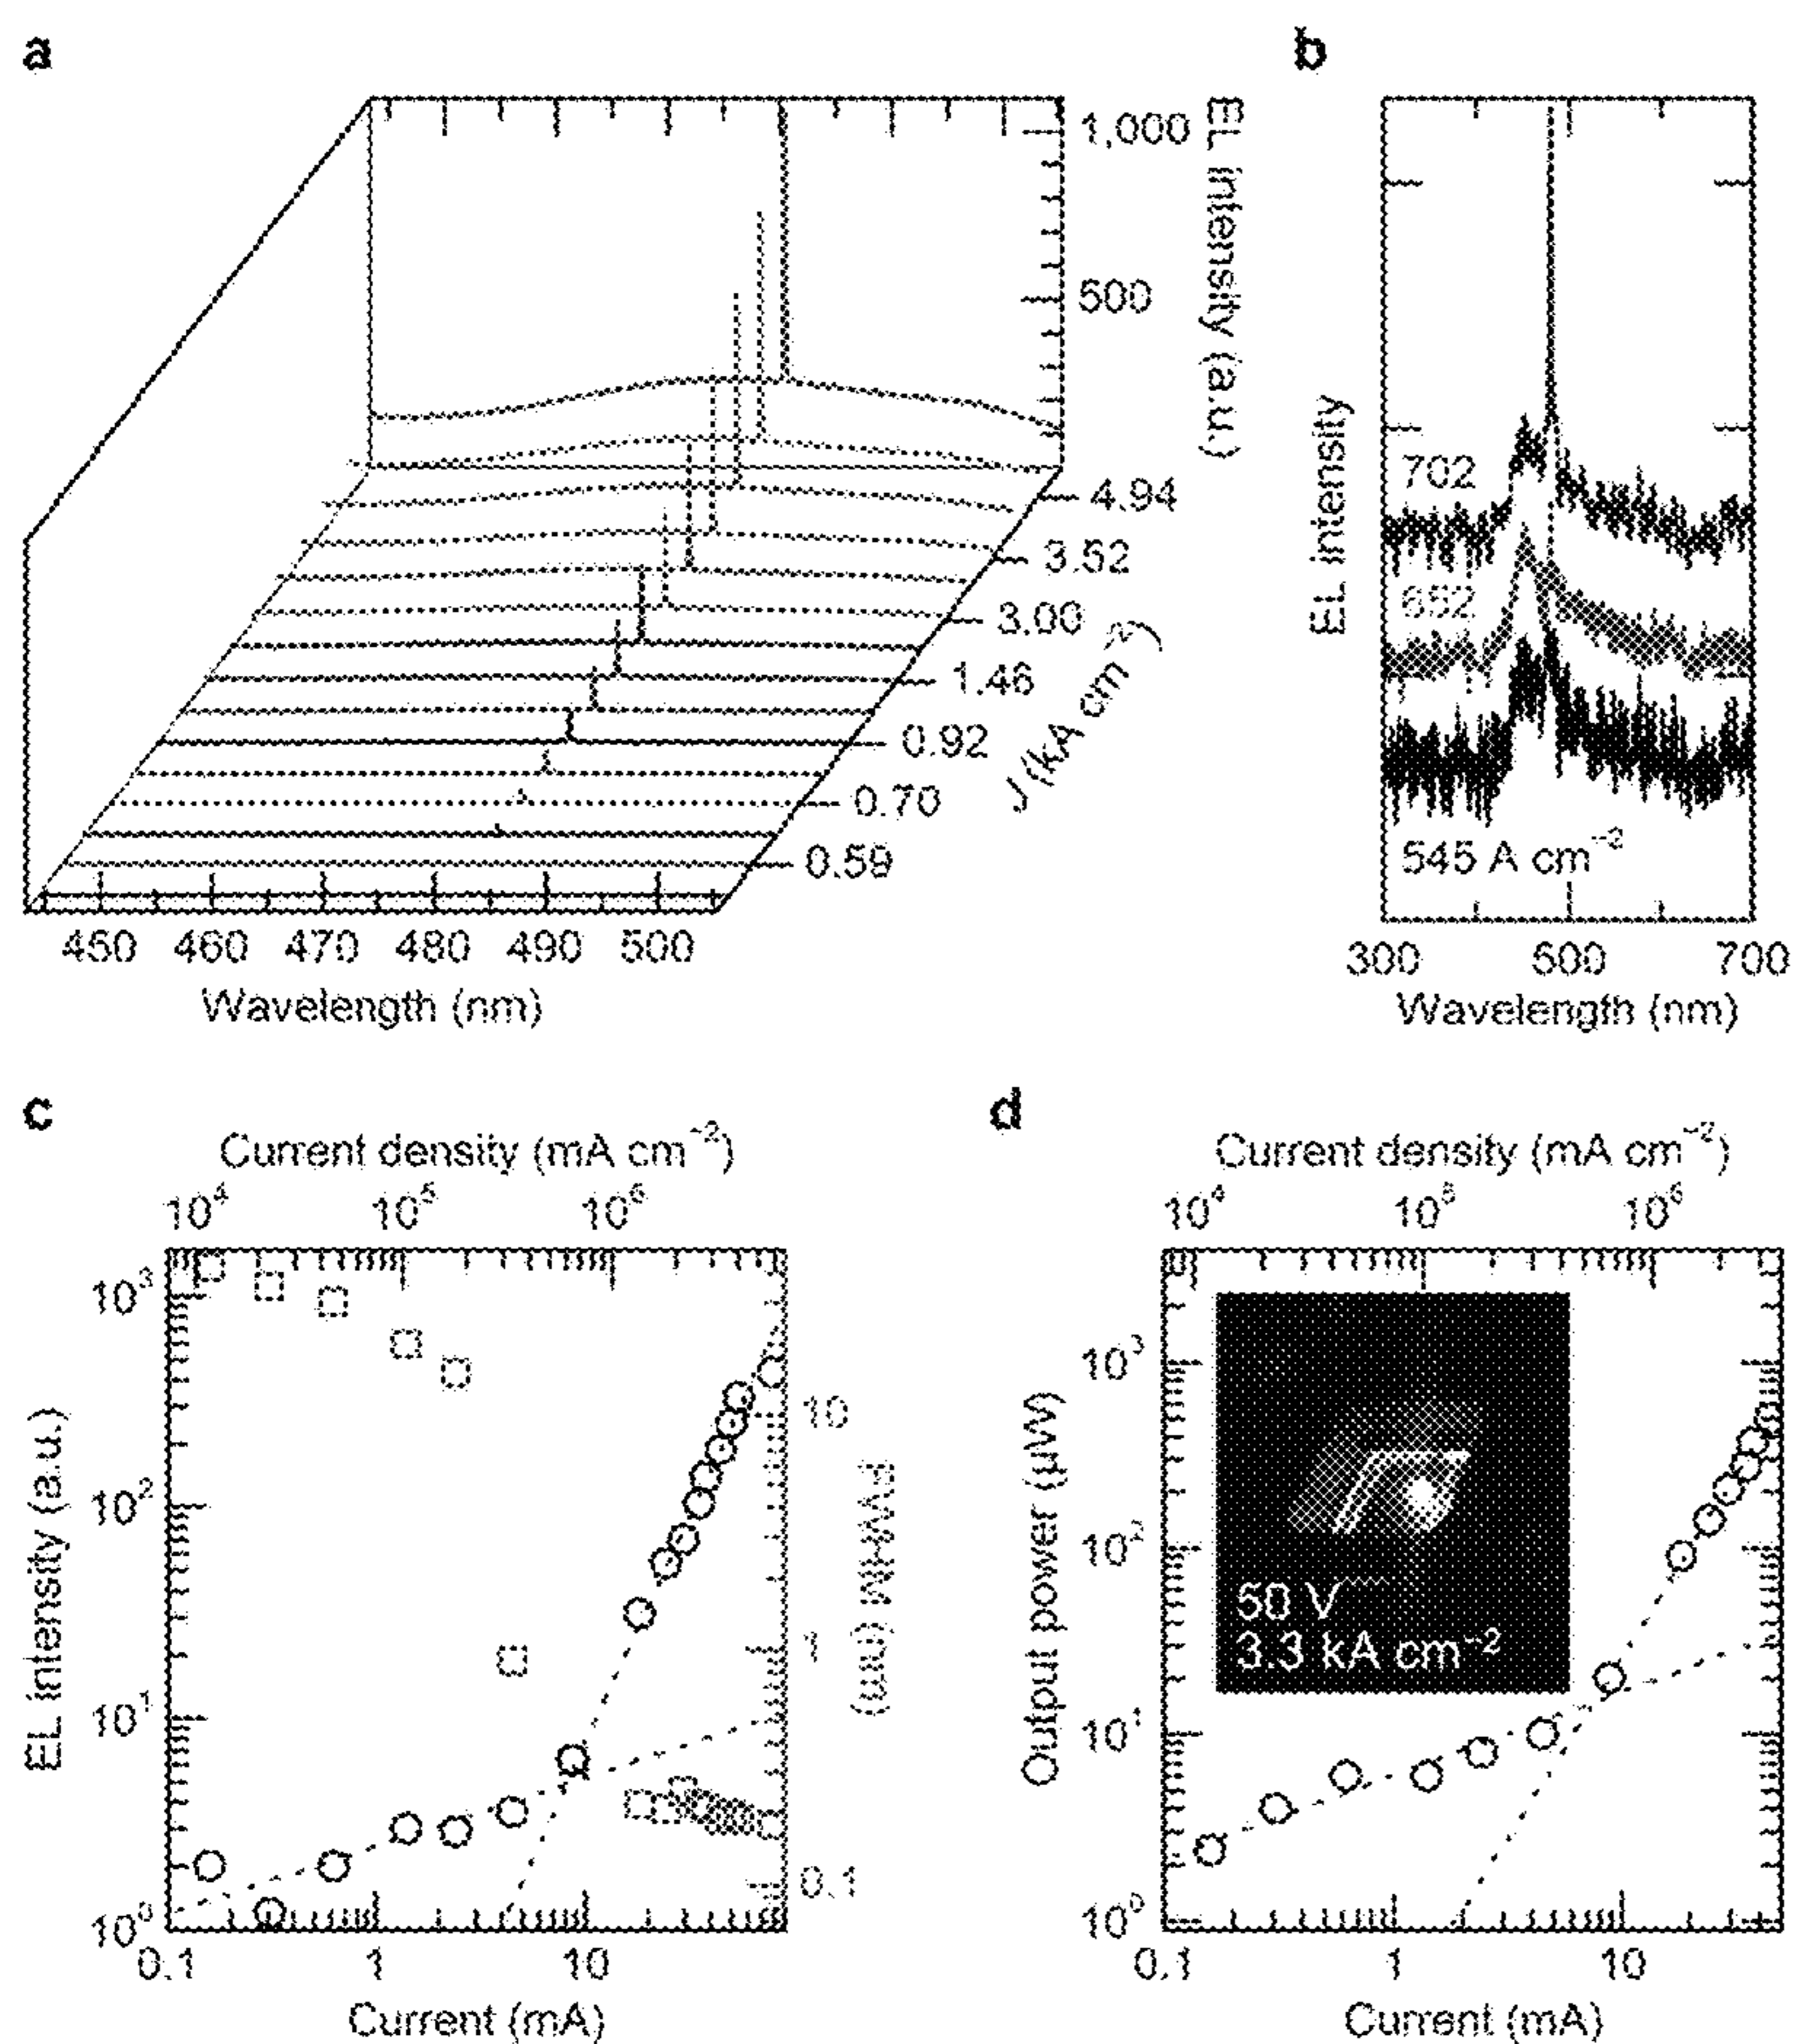 a
1,000
500
EL intensity (a.u.)
4.94
3.52
3.00
1.46
0.92
0.70
0.59
J (kA cm⁻²)
450 460 470 480 490 500
Wavelength (nm)
b
EL intensity
702
652
545 A cm⁻²
300 500 700
Wavelength (nm)
c
Current density (mA cm⁻²)
10⁴ 10⁵ 10⁶
EL intensity (a.u.)
10³
10²
10¹
10⁰
10
1
0.1
FWHM (nm)
0.1 1 10
Current (mA)
d
Current density (mA cm⁻²)
10⁴ 10⁵ 10⁶
Output power (µW)
10³
10²
10¹
10⁰
50 V
3.3 kA cm⁻²
0.1 1 10
Current (mA)